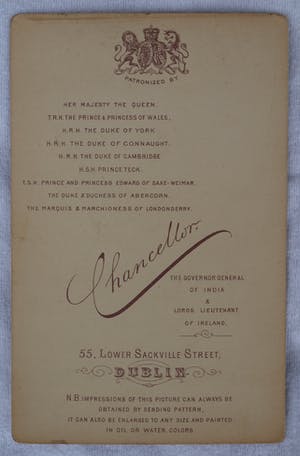 PATRONIZED BY
HER MAJESTY THE QUEEN.
T.R.H. THE PRINCE & PRINCESS OF WALES,
H.R.H. THE DUKE OF YORK
H.R.H. THE DUKE OF CONNAUGHT.
H.R.H. THE DUKE OF CAMBRIDGE
H.S.H. PRINCE TECK.
T.S.H. PRINCE AND PRINCESS EDWARD OF SAXE-WEIMAR.
THE DUKE & DUCHESS OF ABERCORN.
THE MARQUIS & MARCHIONESS OF LONDONDERRY.
Chancellor.
THE GOVERNOR GENERAL
OF INDIA
&
LORDS LIEUTENANT
OF IRELAND.
55, LOWER SACKVILLE STREET,
DUBLIN
N.B. IMPRESSIONS OF THIS PICTURE CAN ALWAYS BE
OBTAINED BY SENDING PATTERN,
IT CAN ALSO BE ENLARGED TO ANY SIZE AND PAINTED
IN OIL OR WATER COLORS.